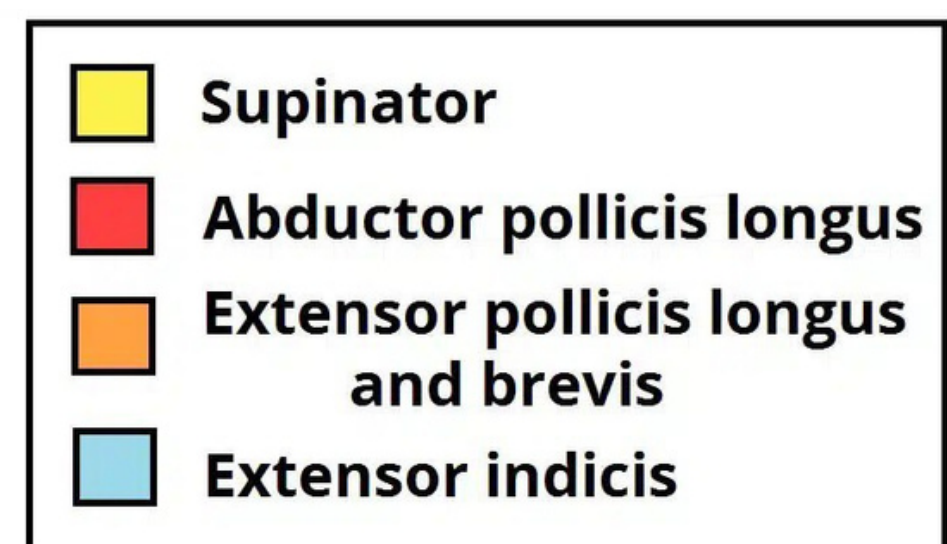 Supinator
Abductor pollicis longus
Extensor pollicis longus
and brevis
Extensor indicis